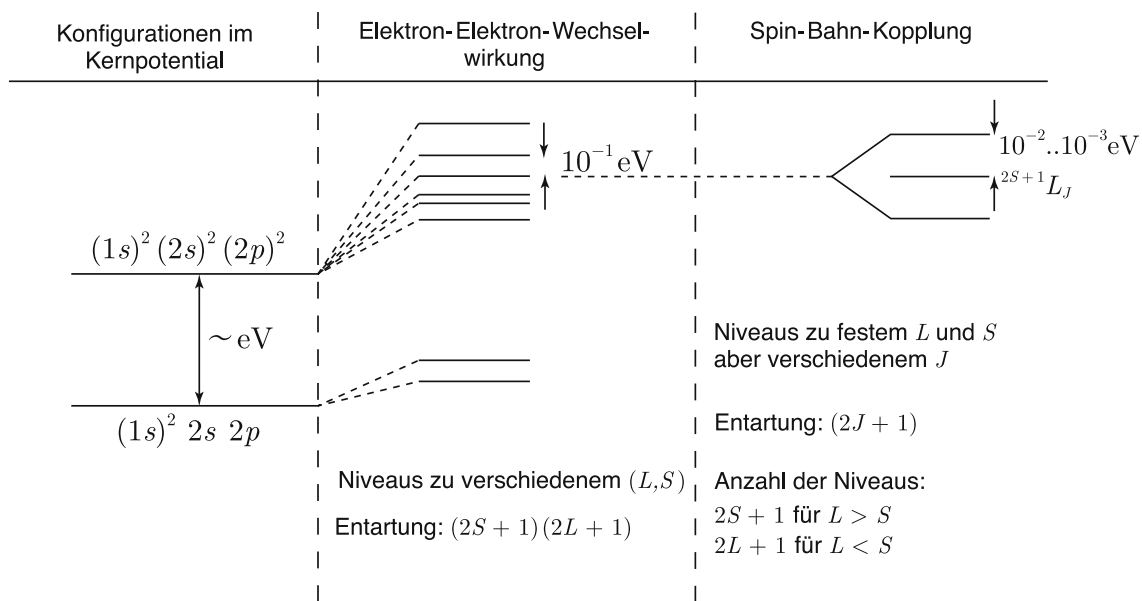 Konfigurationen im
Kernpotential
Elektron-Elektron-Wechsel-
wirkung
Spin-Bahn-Kopplung
10⁻¹ eV
10⁻²..10⁻³ eV
²ˢ⁺¹L_J
(1s)² (2s)² (2p)²
~ eV
(1s)² 2s 2p
Niveaus zu verschiedenem (L,S)
Entartung: (2S + 1)(2L + 1)
Niveaus zu festem L und S
aber verschiedenem J
Entartung: (2J + 1)
Anzahl der Niveaus:
2S + 1 für L > S
2L + 1 für L < S